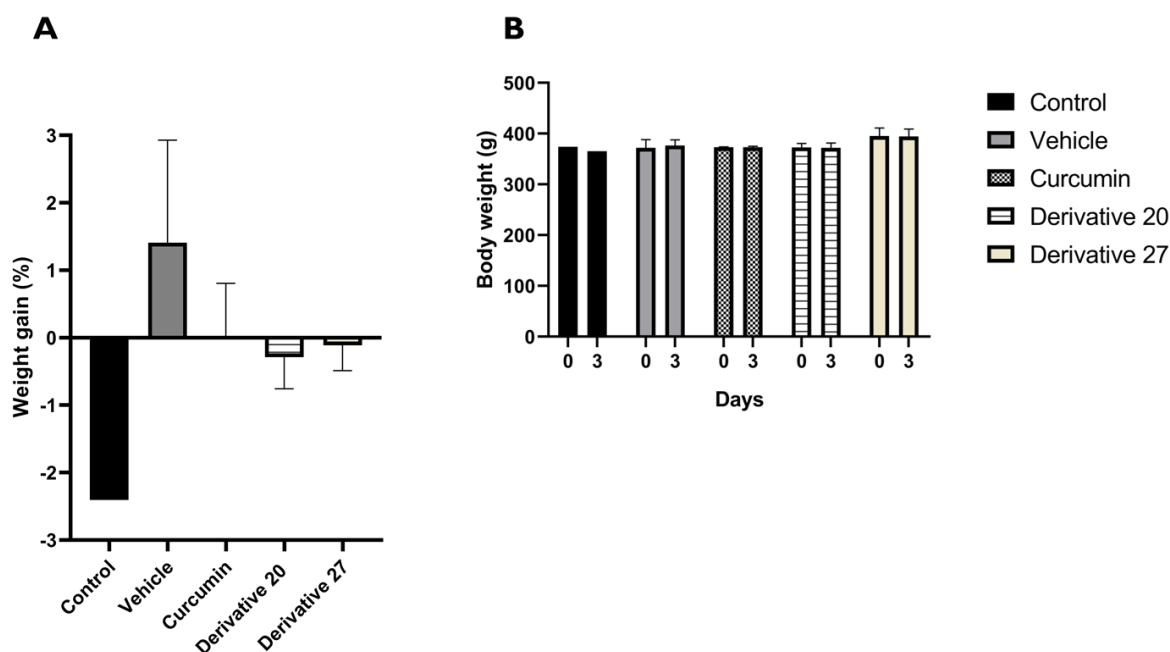 A
Weight gain (%)
3
2
1
0
-1
-2
-3
Control
Vehicle
Curcumin
Derivative 20
Derivative 27
B
Body weight (g)
500
400
300
200
100
0
0 3 0 3 0 3 0 3 0 3
Days
Control
Vehicle
Curcumin
Derivative 20
Derivative 27